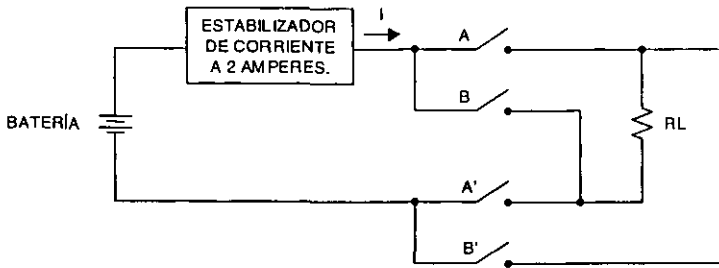 ESTABILIZADOR
DE CORRIENTE
A 2 AMPERES.
I
A
B
BATERÍA
RL
A'
B'